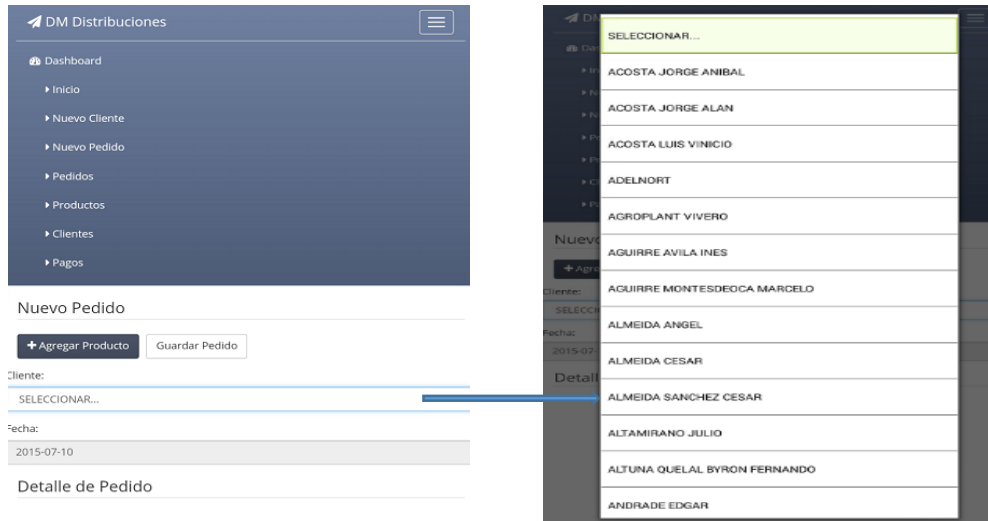 DM Distribuciones
Dashboard
Inicio
Nuevo Cliente
Nuevo Pedido
Pedidos
Productos
Clientes
Pagos
Nuevo Pedido
Agregar Producto
Guardar Pedido
Cliente:
SELECCIONAR...
Fecha:
2015-07-10
Detalle de Pedido
SELECCIONAR...
ACOSTA JORGE ANIBAL
ACOSTA JORGE ALAN
ACOSTA LUIS VINICIO
ADELNORT
AGROPLANT VIVERO
AGUIRRE AVILA INES
AGUIRRE MONTESDEOCA MARCELO
ALMEIDA ANGEL
ALMEIDA CESAR
ALMEIDA SANCHEZ CESAR
ALTAMIRANO JULIO
ALTUNA QUELAL BYRON FERNANDO
ANDRADE EDGAR